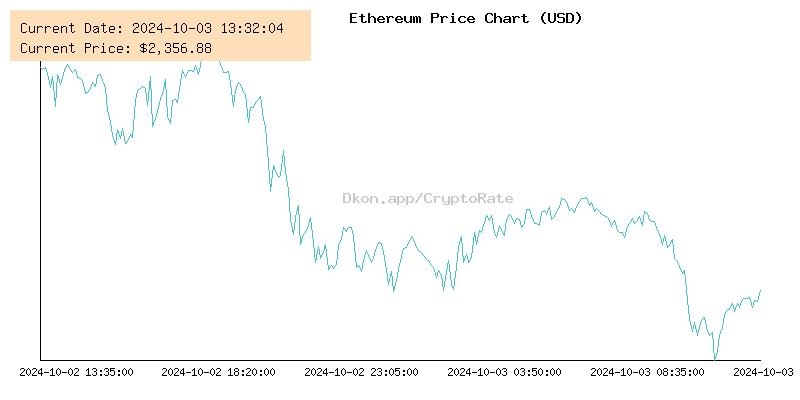 Ethereum Price Chart (USD)
Current Date: 2024-10-03 13:32:04
Current Price: $2,356.88
Dkon.app/CryptoRate
2024-10-02 13:35:00 2024-10-02 18:20:00 2024-10-02 23:05:00 2024-10-03 03:50:00 2024-10-03 08:35:00 2024-10-03